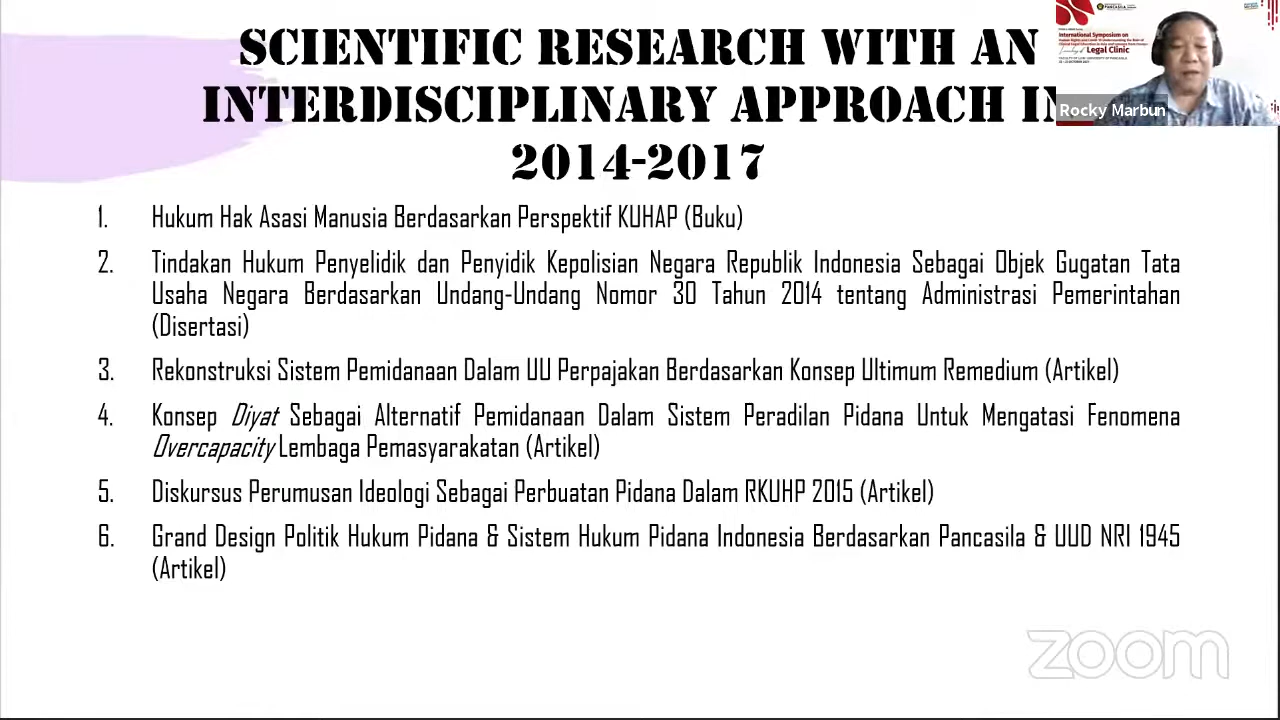 SCIENTIFIC RESEARCH WITH AN
INTERDISCIPLINARY APPROACH IN
2014-2017
1. Hukum Hak Asasi Manusia Berdasarkan Perspektif KUHAP (Buku)
2. Tindakan Hukum Penyelidik dan Penyidik Kepolisian Negara Republik Indonesia Sebagai Objek Gugatan Tata
Usaha Negara Berdasarkan Undang-Undang Nomor 30 Tahun 2014 tentang Administrasi Pemerintahan
(Disertasi)
3. Rekonstruksi Sistem Pemidanaan Dalam UU Perpajakan Berdasarkan Konsep Ultimum Remedium (Artikel)
4. Konsep Diyat Sebagai Alternatif Pemidanaan Dalam Sistem Peradilan Pidana Untuk Mengatasi Fenomena
Overcapacity Lembaga Pemasyarakatan (Artikel)
5. Diskursus Perumusan Ideologi Sebagai Perbuatan Pidana Dalam RKUHP 2015 (Artikel)
6. Grand Design Politik Hukum Pidana & Sistem Hukum Pidana Indonesia Berdasarkan Pancasila & UUD NRI 1945
(Artikel)
PANCASILA
International Symposium on
Legal Clinic
Rocky Marbun
zoom